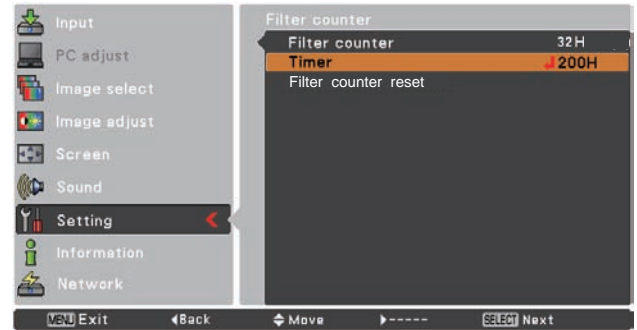 Input
PC adjust
Image select
Image adjust
Screen
Sound
Setting
Information
Network
Filter counter
Filter counter 32H
Timer 200H
Filter counter reset
MENU Exit Back Move ----- SELECT Next